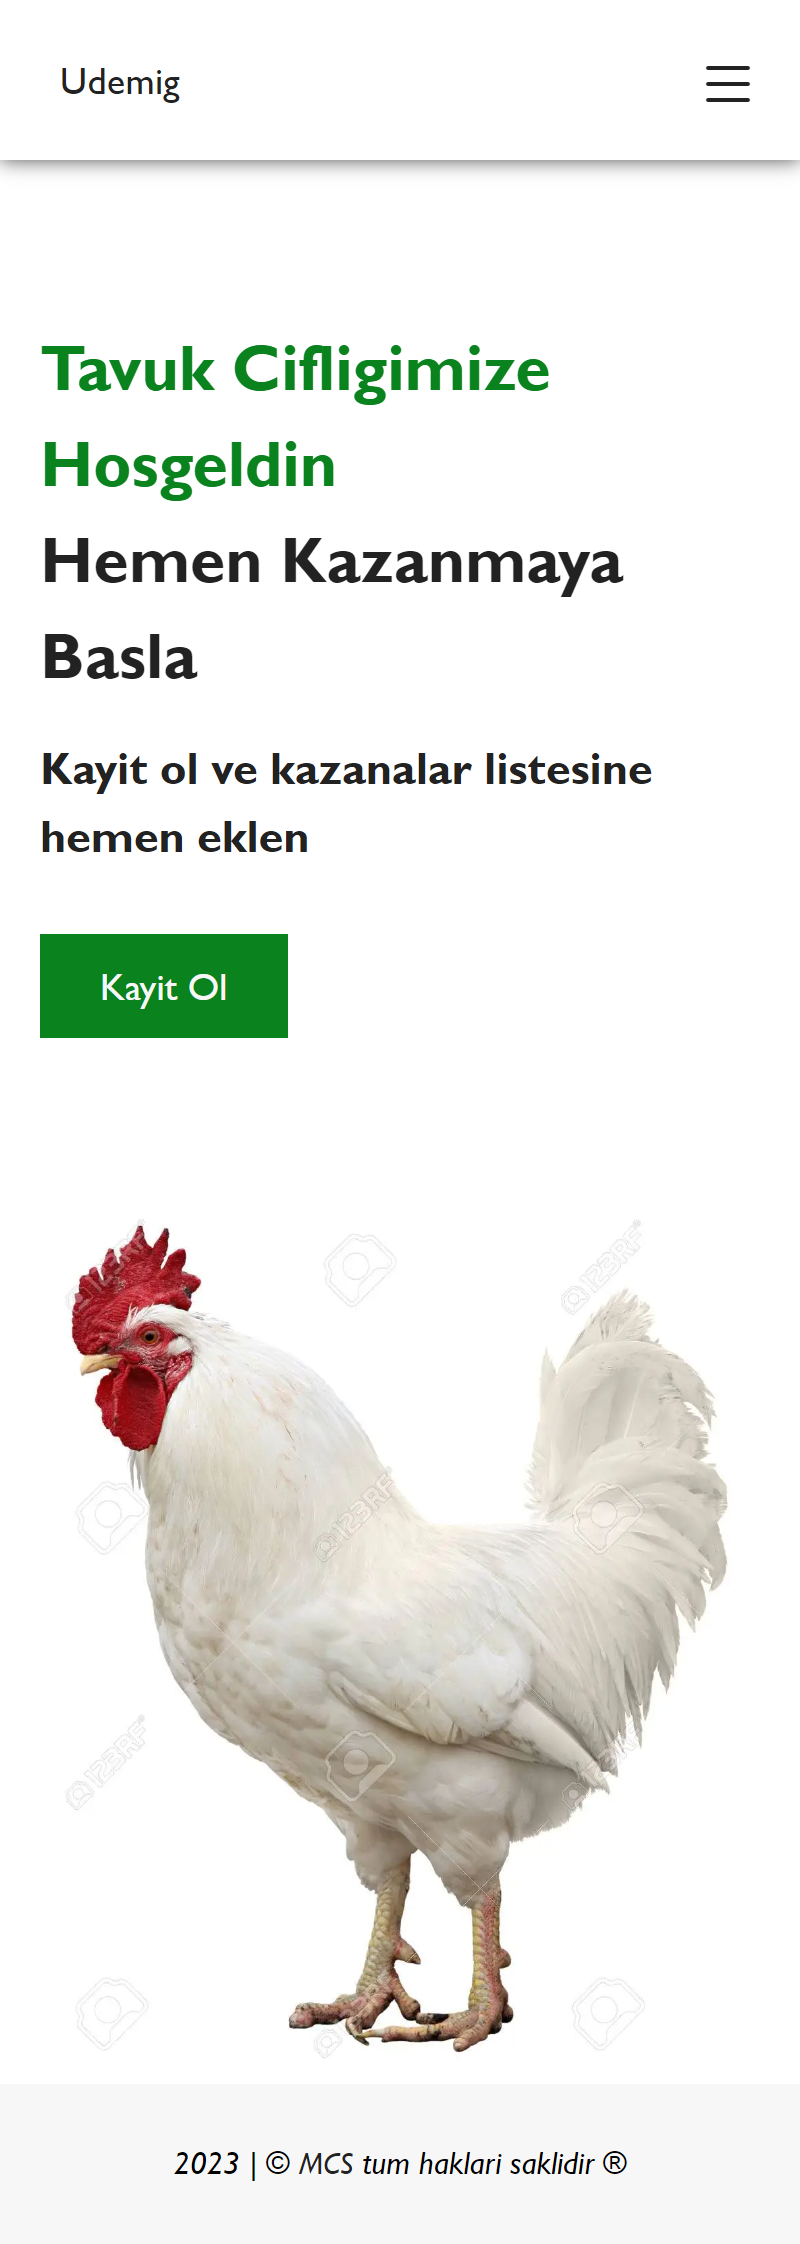 Udemig
Tavuk Cifligimize
Hosgeldin
Hemen Kazanmaya
Basla
Kayit ol ve kazanalar listesine
hemen eklen
Kayit Ol
123RF
123RF
123RF
123RF
123RF
2023 | © MCS tum haklari saklidir ®